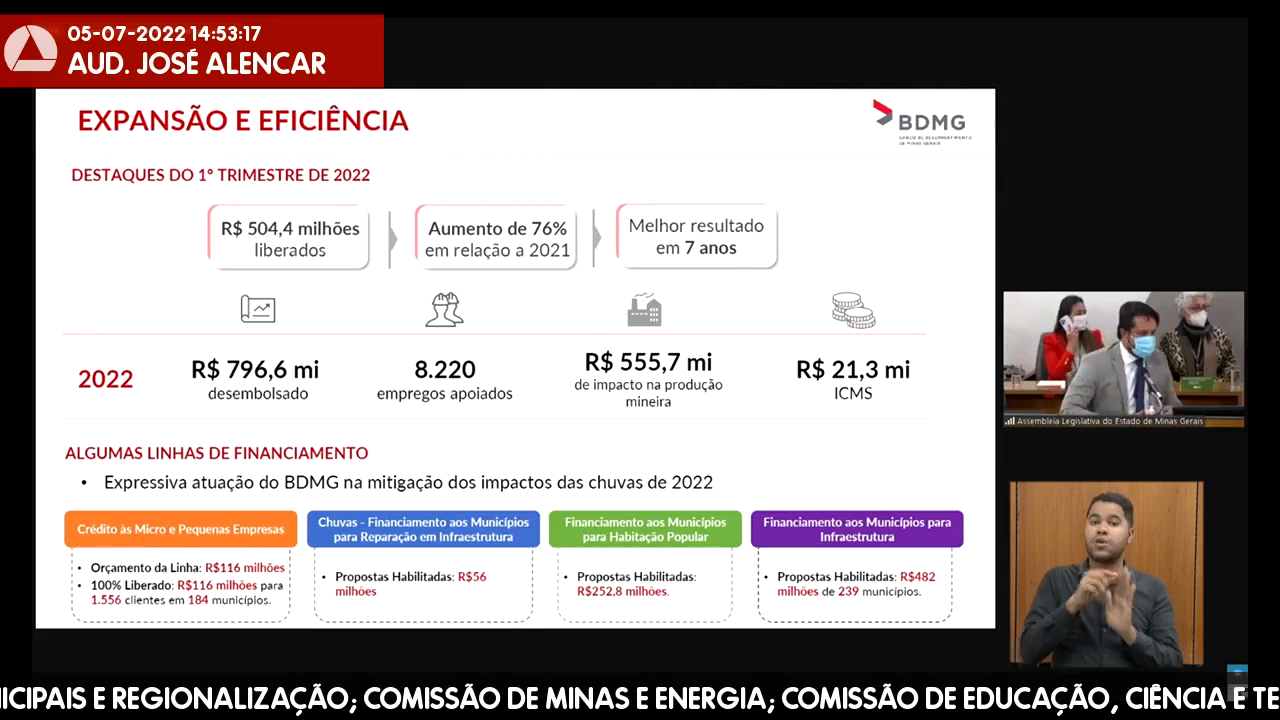 05-07-2022 14:53:17
AUD. JOSÉ ALENCAR
EXPANSÃO E EFICIÊNCIA
BDMG
BANCO DE DESENVOLVIMENTO
DE MINAS GERAIS
DESTAQUES DO 1º TRIMESTRE DE 2022
R$ 504,4 milhões
liberados
Aumento de 76%
em relação a 2021
Melhor resultado
em 7 anos
2022
R$ 796,6 mi
desembolsado
8.220
empregos apoiados
R$ 555,7 mi
de impacto na produção
mineira
R$ 21,3 mi
ICMS
Assembleia Legislativa do Estado de Minas Gerais
ALGUMAS LINHAS DE FINANCIAMENTO
• Expressiva atuação do BDMG na mitigação dos impactos das chuvas de 2022
Crédito às Micro e Pequenas Empresas
• Orçamento da Linha: R$116 milhões
• 100% Liberado: R$116 milhões para
1.556 clientes em 184 municípios.
Chuvas - Financiamento aos Municípios
para Reparação em Infraestrutura
• Propostas Habilitadas: R$56
milhões
Financiamento aos Municípios
para Habitação Popular
• Propostas Habilitadas:
R$252,8 milhões.
Financiamento aos Municípios para
Infraestrutura
• Propostas Habilitadas: R$482
milhões de 239 municípios.
ICIPAIS E REGIONALIZAÇÃO; COMISSÃO DE MINAS E ENERGIA; COMISSÃO DE EDUCAÇÃO, CIÊNCIA E TE